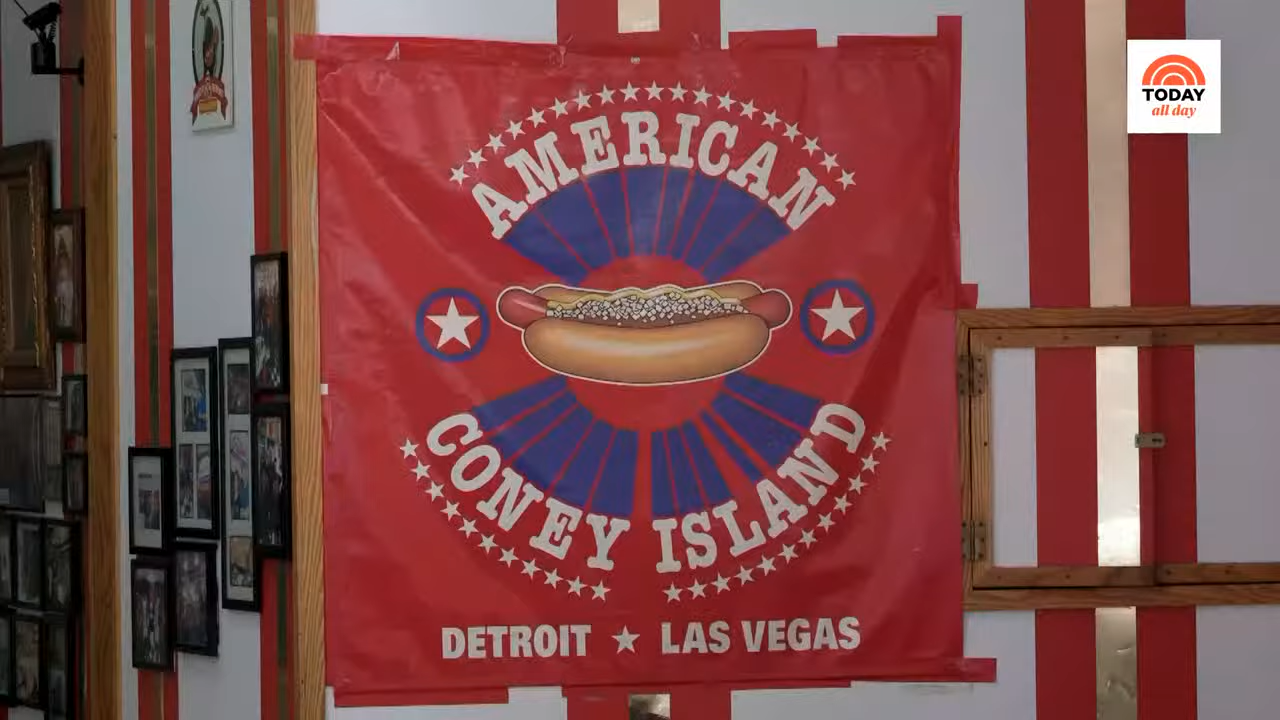 AMERICAN
CONEY ISLAND
DETROIT ★ LAS VEGAS
TODAY
all day